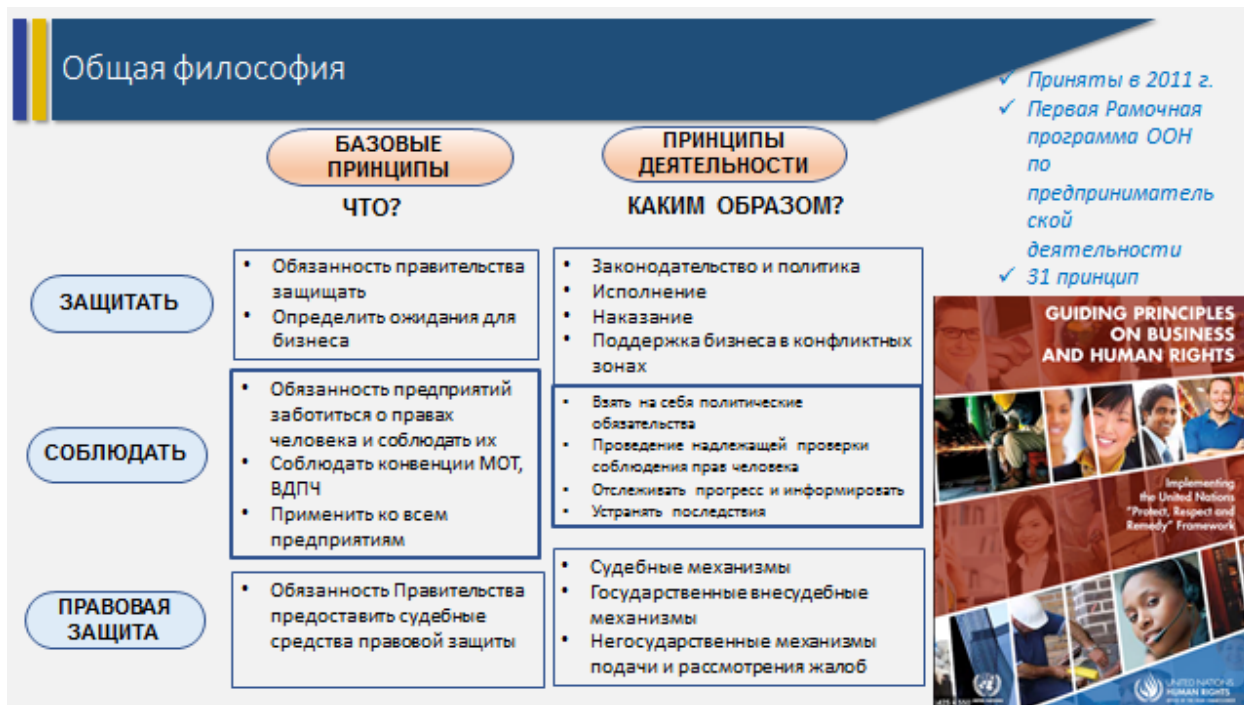 Общая философия
✓ Приняты в 2011 г.
✓ Первая Рамочная
программа ООН
по
предприниматель
ской
деятельности
✓ 31 принцип
БАЗОВЫЕ
ПРИНЦИПЫ
ПРИНЦИПЫ
ДЕЯТЕЛЬНОСТИ
ЧТО?
КАКИМ ОБРАЗОМ?
ЗАЩИТАТЬ
• Обязанность правительства
защищать
• Определить ожидания для
бизнеса
• Законодательство и политика
• Исполнение
• Наказание
• Поддержка бизнеса в конфликтных
зонах
СОБЛЮДАТЬ
• Обязанность предприятий
заботиться о правах
человека и соблюдать их
• Соблюдать конвенции МОТ,
ВДПЧ
• Применить ко всем
предприятиям
• Взять на себя политические
обязательства
• Проведение надлежащей проверки
соблюдения прав человека
• Отслеживать прогресс и информировать
• Устранять последствия
ПРАВОВАЯ
ЗАЩИТА
• Обязанность Правительства
предоставить судебные
средства правовой защиты
• Судебные механизмы
• Государственные внесудебные
механизмы
• Негосударственные механизмы
подачи и рассмотрения жалоб
GUIDING PRINCIPLES
ON BUSINESS
AND HUMAN RIGHTS
Implementing
the United Nations
"Protect, Respect and
Remedy" Framework
UNITED NATIONS
HUMAN RIGHTS